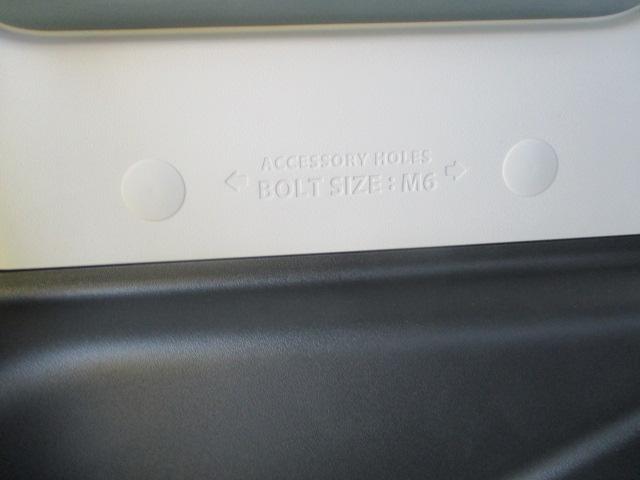 ACCESSORY HOLES
BOLT SIZE : M6